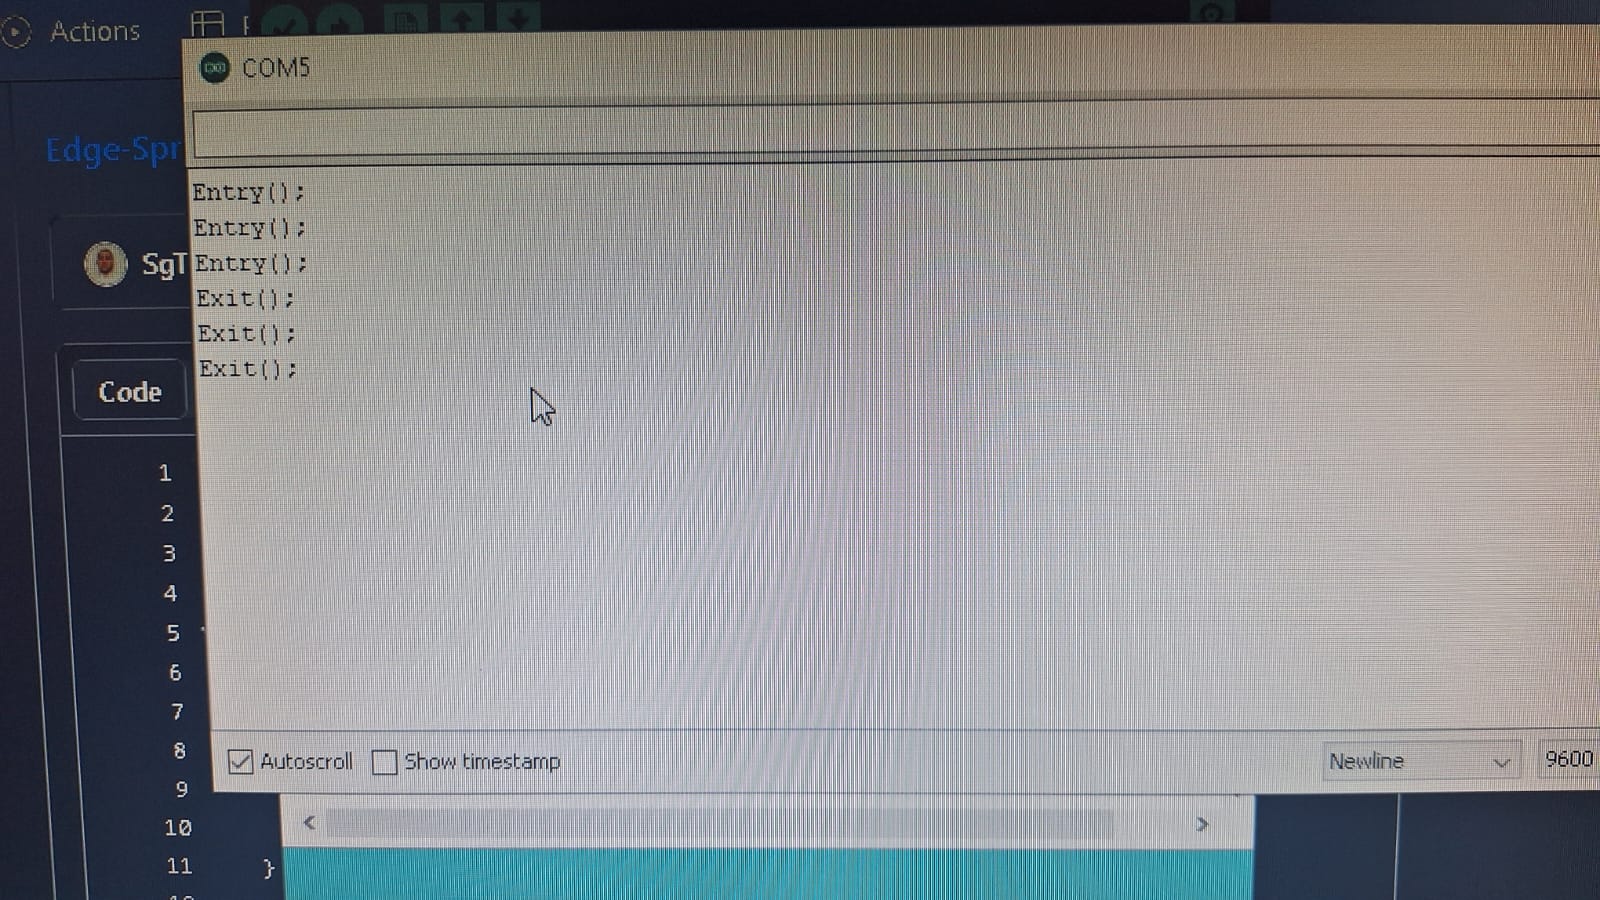 Actions
COM5
Edge-Spr
Entry();
Entry();
Entry();
Exit();
Exit();
Exit();
SgT
Code
1
2
3
4
5
6
7
8
9
10
11 }
Autoscroll Show timestamp Newline 9600